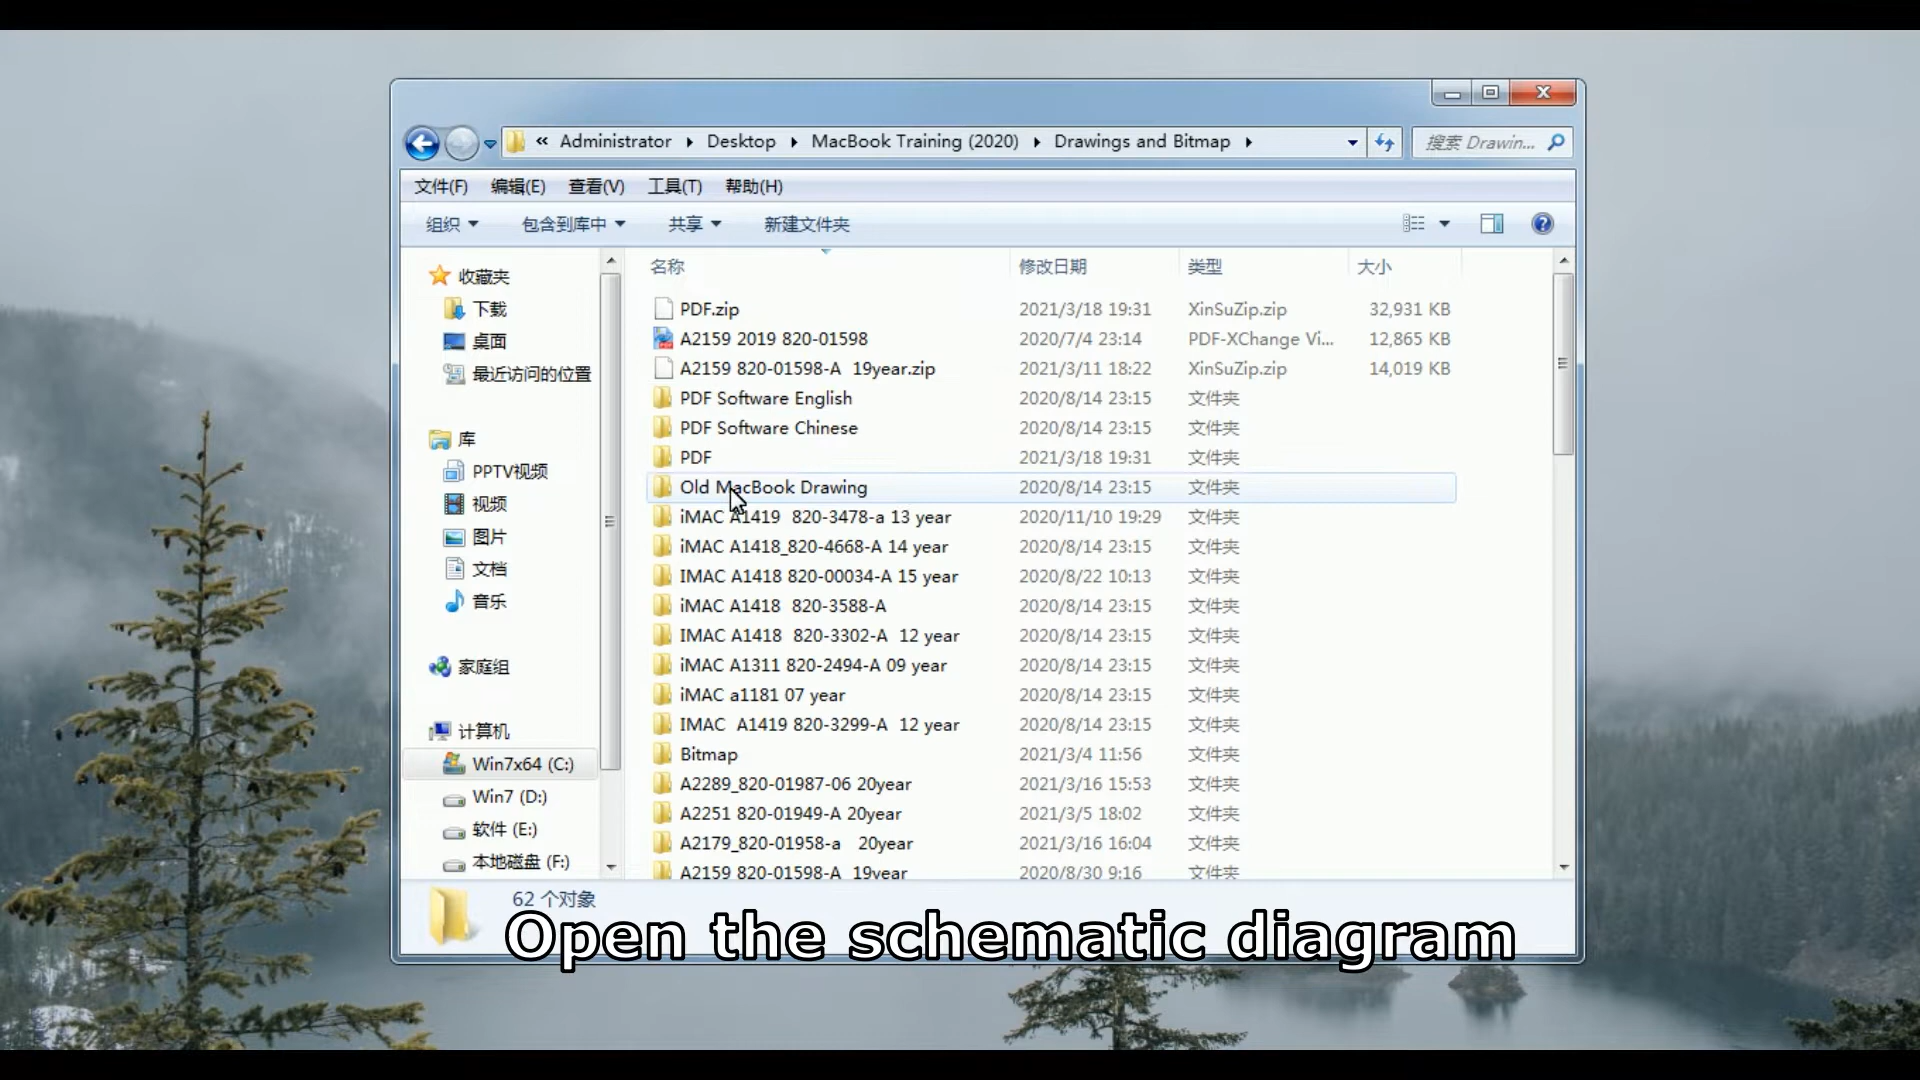 « Administrator ▸ Desktop ▸ MacBook Training (2020) ▸ Drawings and Bitmap ▸
搜索 Drawin...
文件(F) 编辑(E) 查看(V) 工具(T) 帮助(H)
组织 包含到库中 共享 新建文件夹
收藏夹
下载
桌面
最近访问的位置
库
PPTV视频
视频
图片
文档
音乐
家庭组
计算机
Win7x64 (C:)
Win7 (D:)
软件 (E:)
本地磁盘 (F:)
名称 修改日期 类型 大小
PDF.zip 2021/3/18 19:31 XinSuZip.zip 32,931 KB
A2159 2019 820-01598 2020/7/4 23:14 PDF-XChange Vi... 12,865 KB
A2159 820-01598-A 19year.zip 2021/3/11 18:22 XinSuZip.zip 14,019 KB
PDF Software English 2020/8/14 23:15 文件夹
PDF Software Chinese 2020/8/14 23:15 文件夹
PDF 2021/3/18 19:31 文件夹
Old MacBook Drawing 2020/8/14 23:15 文件夹
iMAC A1419 820-3478-a 13 year 2020/11/10 19:29 文件夹
iMAC A1418_820-4668-A 14 year 2020/8/14 23:15 文件夹
IMAC A1418 820-00034-A 15 year 2020/8/22 10:13 文件夹
iMAC A1418 820-3588-A 2020/8/14 23:15 文件夹
IMAC A1418 820-3302-A 12 year 2020/8/14 23:15 文件夹
iMAC A1311 820-2494-A 09 year 2020/8/14 23:15 文件夹
iMAC a1181 07 year 2020/8/14 23:15 文件夹
IMAC A1419 820-3299-A 12 year 2020/8/14 23:15 文件夹
Bitmap 2021/3/4 11:56 文件夹
A2289_820-01987-06 20year 2021/3/16 15:53 文件夹
A2251 820-01949-A 20year 2021/3/5 18:02 文件夹
A2179_820-01958-a 20year 2021/3/16 16:04 文件夹
A2159 820-01598-A 19year 2020/8/30 9:16 文件夹
62 个对象
Open the schematic diagram